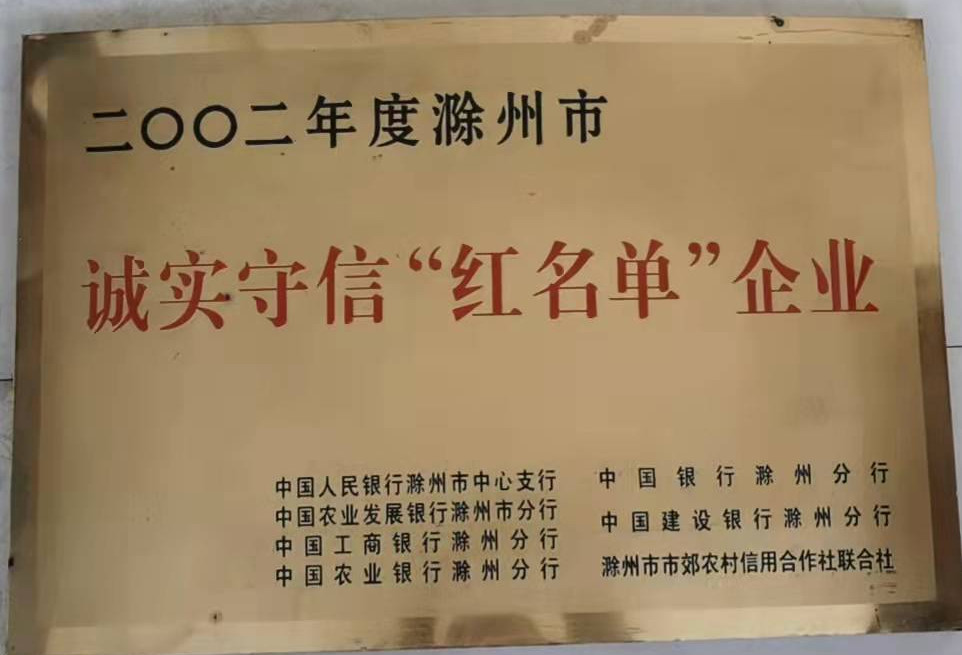 二〇〇二年度滁州市
诚实守信“红名单”企业
中国人民银行滁州市中心支行
中国农业发展银行滁州市分行
中国工商银行滁州分行
中国农业银行滁州分行
中国银行滁州分行
中国建设银行滁州分行
滁州市市郊农村信用合作社联合社